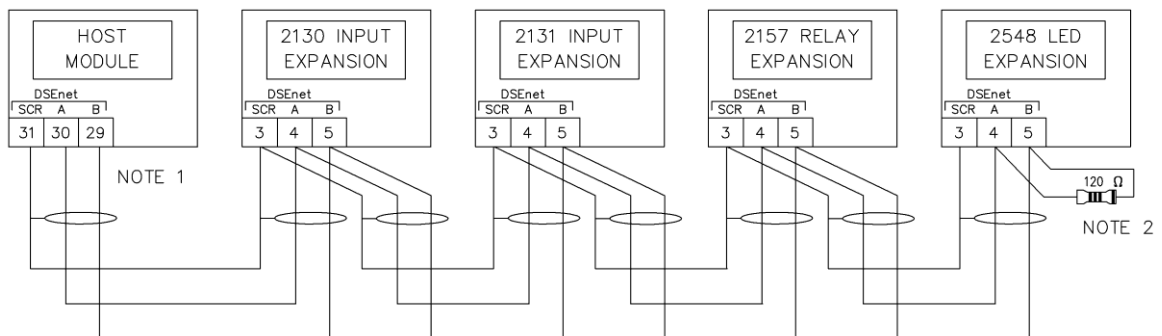 HOST
MODULE
DSEnet
SCR A B
31 30 29
NOTE 1
2130 INPUT
EXPANSION
DSEnet
SCR A B
3 4 5
2131 INPUT
EXPANSION
DSEnet
SCR A B
3 4 5
2157 RELAY
EXPANSION
DSEnet
SCR A B
3 4 5
2548 LED
EXPANSION
DSEnet
SCR A B
3 4 5
120 Ω
NOTE 2